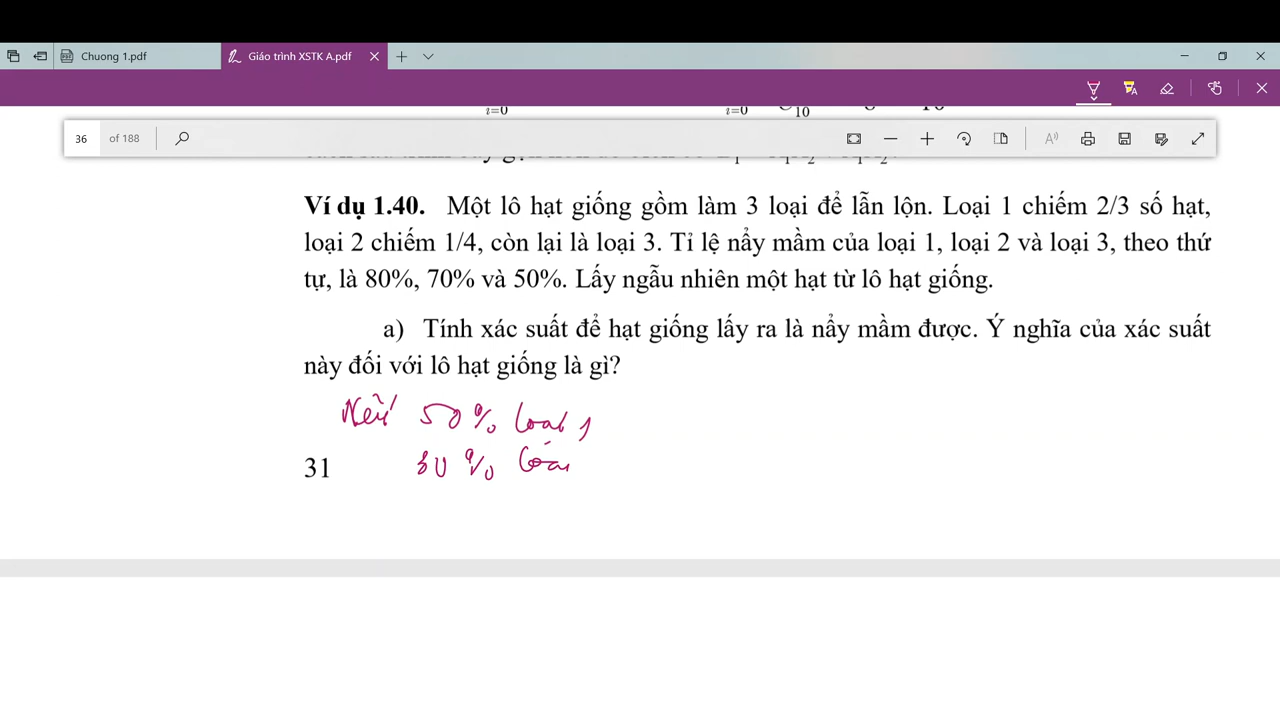 Chuong 1.pdf
Giáo trình XSTK A.pdf
i=0
i=0
10
36 of 188
Ví dụ 1.40. Một lô hạt giống gồm làm 3 loại để lẫn lộn. Loại 1 chiếm 2/3 số hạt,
loại 2 chiếm 1/4, còn lại là loại 3. Tỉ lệ nẩy mầm của loại 1, loại 2 và loại 3, theo thứ
tự, là 80%, 70% và 50%. Lấy ngẫu nhiên một hạt từ lô hạt giống.
a) Tính xác suất để hạt giống lấy ra là nẩy mầm được. Ý nghĩa của xác suất
này đối với lô hạt giống là gì?
Nếu 50% loại 1
30%
31